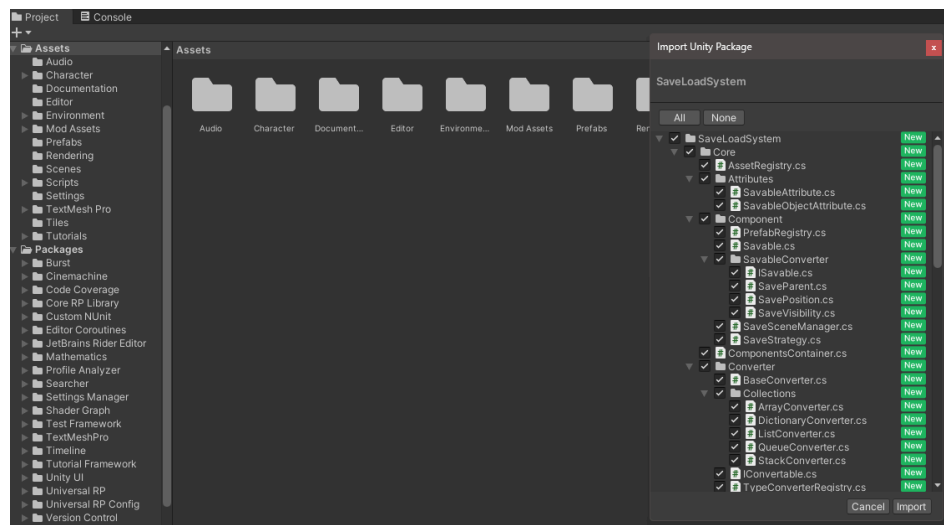 Project
Console
Assets
Audio
Character
Documentation
Editor
Environment
Mod Assets
Prefabs
Rendering
Scenes
Scripts
Settings
TextMesh Pro
Tiles
Tutorials
Packages
Burst
Cinemachine
Code Coverage
Core RP Library
Custom NUnit
Editor Coroutines
JetBrains Rider Editor
Mathematics
Profile Analyzer
Searcher
Settings Manager
Shader Graph
Test Framework
TextMeshPro
Timeline
Tutorial Framework
Unity UI
Universal RP
Universal RP Config
Version Control
Assets
Audio
Character
Document...
Editor
Environme...
Mod Assets
Prefabs
Rer
Import Unity Package
x
SaveLoadSystem
All None
SaveLoadSystem New
Core New
AssetRegistry.cs New
Attributes New
SavableAttribute.cs New
SavableObjectAttribute.cs New
Component New
PrefabRegistry.cs New
Savable.cs New
SavableConverter New
ISavable.cs New
SaveParent.cs New
SavePosition.cs New
SaveVisibility.cs New
SaveSceneManager.cs New
SaveStrategy.cs New
ComponentsContainer.cs New
Converter New
BaseConverter.cs New
Collections New
ArrayConverter.cs New
DictionaryConverter.cs New
ListConverter.cs New
QueueConverter.cs New
StackConverter.cs New
IConvertable.cs New
TypeConverterRegistry.cs New
Cancel Import